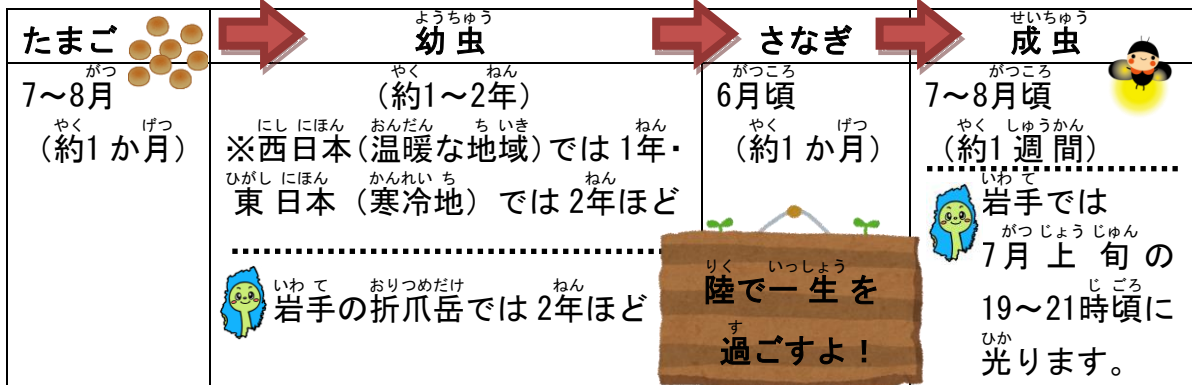 たまご
7～8月
（約1か月）
幼虫
（約1～2年）
※西日本（温暖な地域）では1年・
東日本（寒冷地）では2年ほど
岩手の折爪岳では2年ほど
さなぎ
6月頃
（約1か月）
陸で一生を
過ごすよ！
成虫
7～8月頃
（約1週間）
岩手では
7月上旬の
19～21時頃に
光ります。